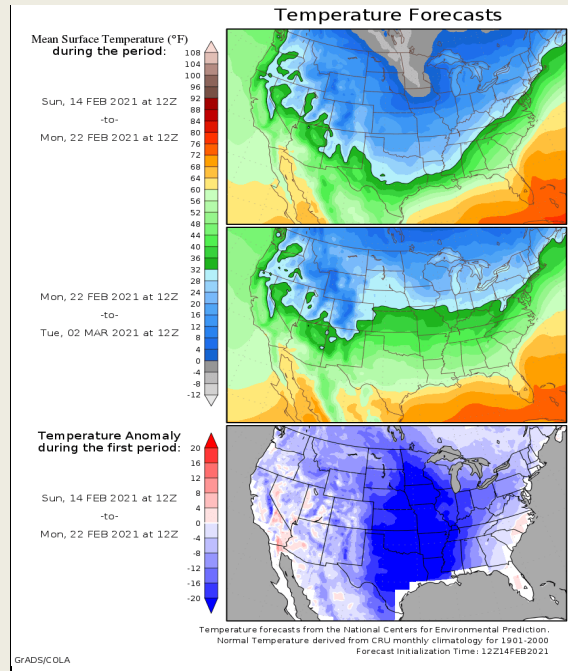 Temperature Forecasts
Mean Surface Temperature (°F)
during the period:
108
104
100
96
92
88
84
80
76
72
68
64
60
56
52
48
44
40
36
32
28
24
20
16
12
8
4
0
-4
-8
-12
Sun, 14 FEB 2021 at 12Z
-to-
Mon, 22 FEB 2021 at 12Z
Mon, 22 FEB 2021 at 12Z
-to-
Tue, 02 MAR 2021 at 12Z
Temperature Anomaly
during the first period:
20
16
12
8
4
0
-4
-8
-12
-16
-20
Sun, 14 FEB 2021 at 12Z
-to-
Mon, 22 FEB 2021 at 12Z
Temperature forecasts from the National Centers for Environmental Prediction.
Normal Temperature derived from CRU monthly climatology for 1901-2000
Forecast Initialization Time: 12Z14FEB2021
GrADS/COLA